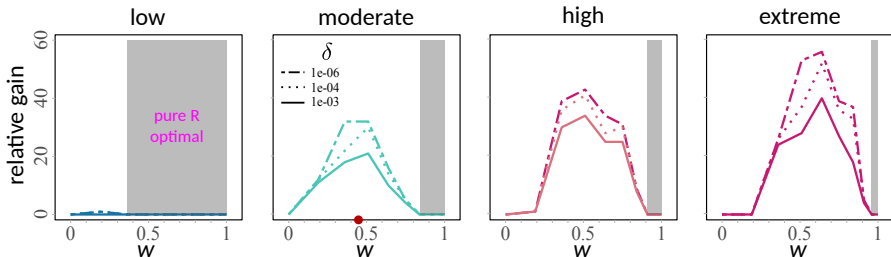 low
moderate
high
extreme
relative gain
60
40
20
0
pure R
optimal
δ
1e-06
1e-04
1e-03
0 0.5 1
w
0 0.5 1
w
0 0.5 1
w
0 0.5 1
w